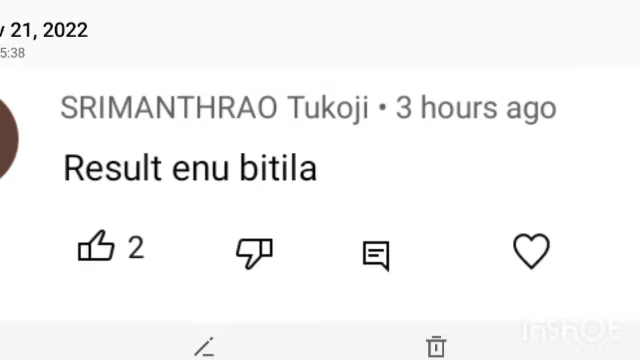 21, 2022
5:38
SRIMANTHRAO Tukoji • 3 hours ago
Result enu bitila
2
INSHOT